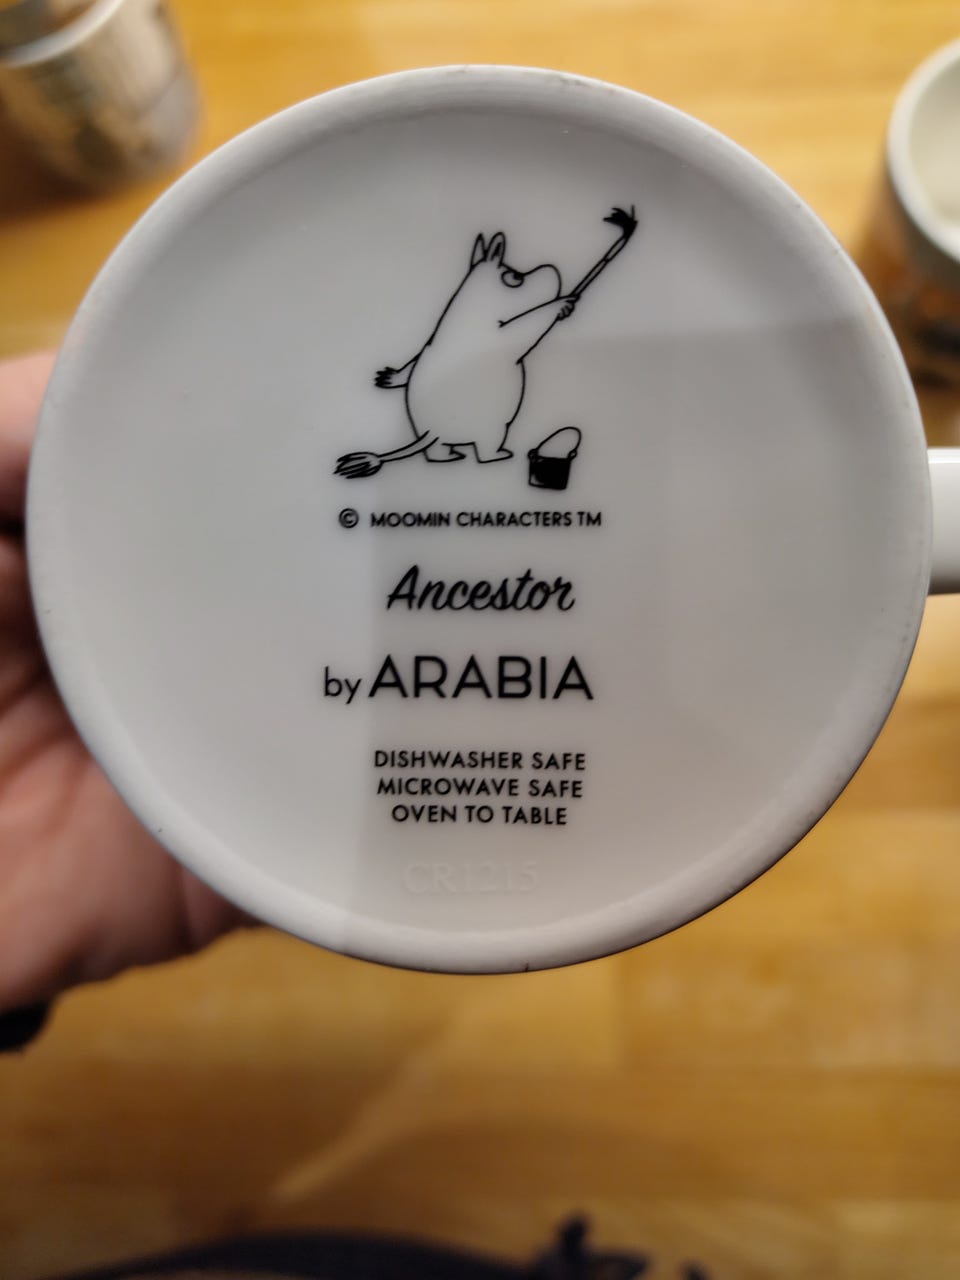 © MOOMIN CHARACTERS TM
Ancestor
by ARABIA
DISHWASHER SAFE
MICROWAVE SAFE
OVEN TO TABLE
CR1215